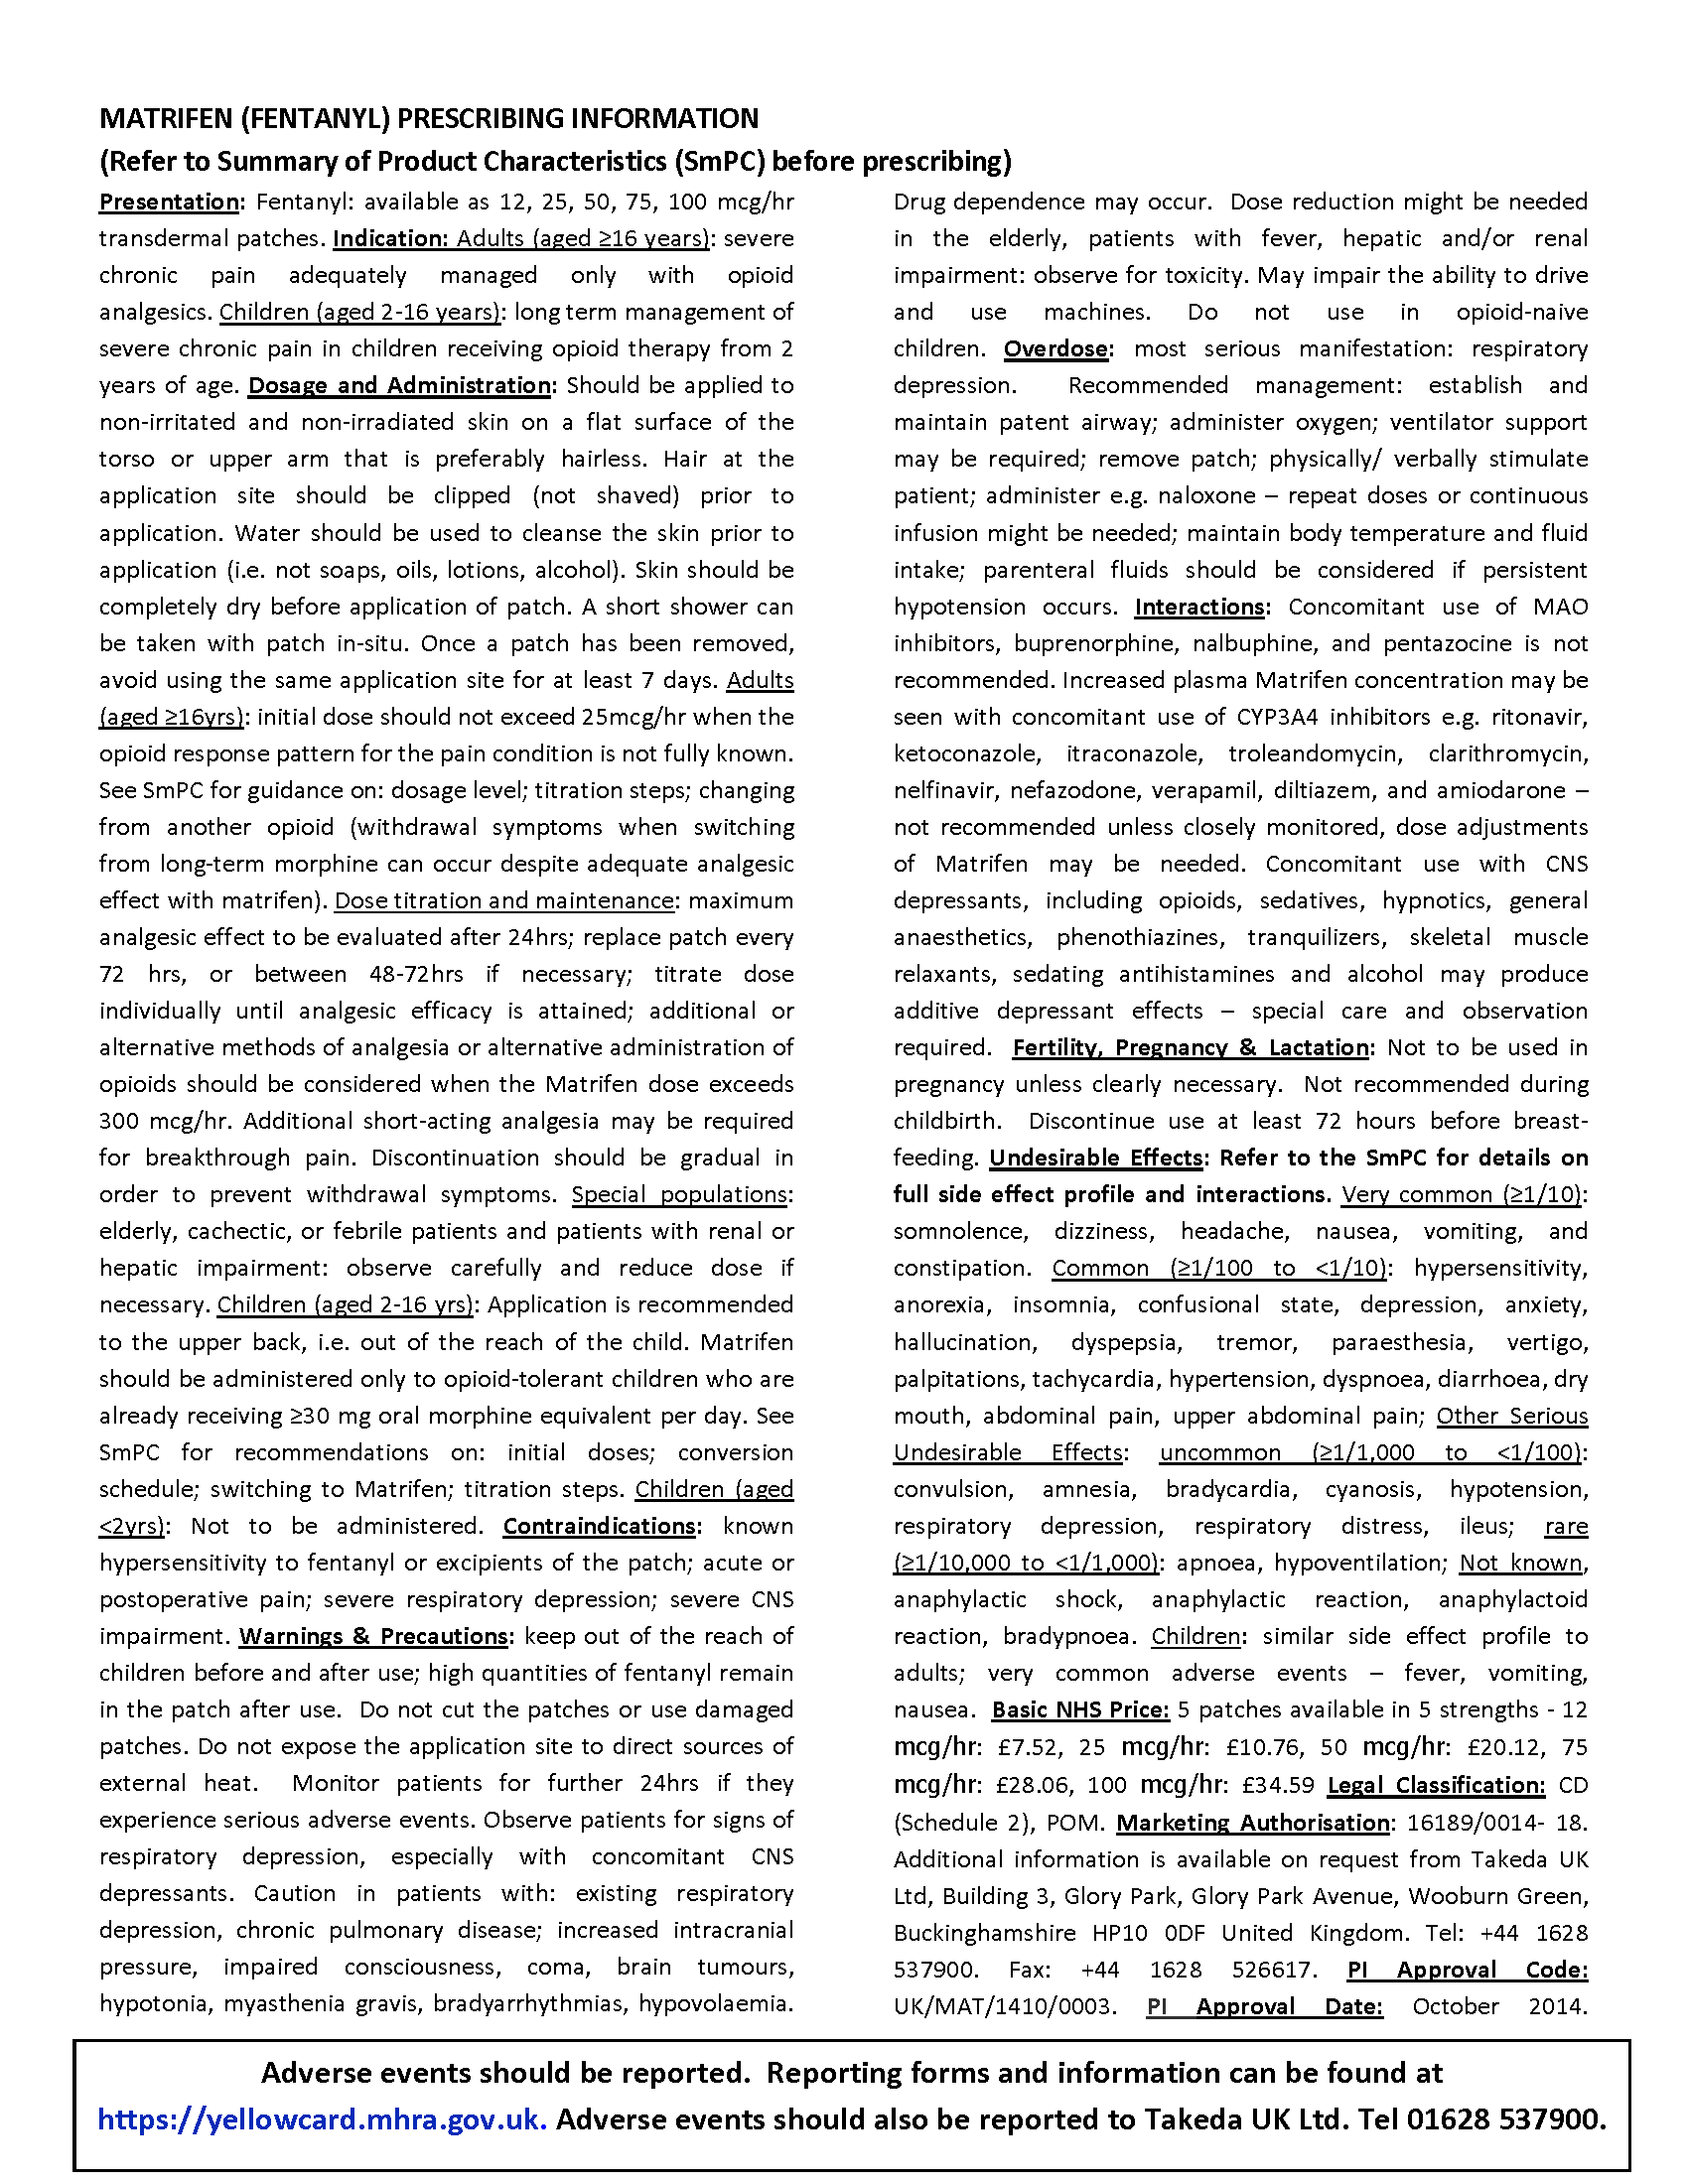 MATRIFEN (FENTANYL) PRESCRIBING INFORMATION
(Refer to Summary of Product Characteristics (SmPC) before prescribing)
Presentation: Fentanyl: available as 12, 25, 50, 75, 100 mcg/hr
transdermal patches. Indication: Adults (aged ≥16 years): severe
chronic pain adequately managed only with opioid
analgesics. Children (aged 2-16 years): long term management of
severe chronic pain in children receiving opioid therapy from 2
years of age. Dosage and Administration: Should be applied to
non-irritated and non-irradiated skin on a flat surface of the
torso or upper arm that is preferably hairless. Hair at the
application site should be clipped (not shaved) prior to
application. Water should be used to cleanse the skin prior to
application (i.e. not soaps, oils, lotions, alcohol). Skin should be
completely dry before application of patch. A short shower can
be taken with patch in-situ. Once a patch has been removed,
avoid using the same application site for at least 7 days. Adults
(aged ≥16yrs): initial dose should not exceed 25mcg/hr when the
opioid response pattern for the pain condition is not fully known.
See SmPC for guidance on: dosage level; titration steps; changing
from another opioid (withdrawal symptoms when switching
from long-term morphine can occur despite adequate analgesic
effect with matrifen). Dose titration and maintenance: maximum
analgesic effect to be evaluated after 24hrs; replace patch every
72 hrs, or between 48-72hrs if necessary; titrate dose
individually until analgesic efficacy is attained; additional or
alternative methods of analgesia or alternative administration of
opioids should be considered when the Matrifen dose exceeds
300 mcg/hr. Additional short-acting analgesia may be required
for breakthrough pain. Discontinuation should be gradual in
order to prevent withdrawal symptoms. Special populations:
elderly, cachectic, or febrile patients and patients with renal or
hepatic impairment: observe carefully and reduce dose if
necessary. Children (aged 2-16 yrs): Application is recommended
to the upper back, i.e. out of the reach of the child. Matrifen
should be administered only to opioid-tolerant children who are
already receiving ≥30 mg oral morphine equivalent per day. See
SmPC for recommendations on: initial doses; conversion
schedule; switching to Matrifen; titration steps. Children (aged
<2yrs): Not to be administered. Contraindications: known
hypersensitivity to fentanyl or excipients of the patch; acute or
postoperative pain; severe respiratory depression; severe CNS
impairment. Warnings & Precautions: keep out of the reach of
children before and after use; high quantities of fentanyl remain
in the patch after use. Do not cut the patches or use damaged
patches. Do not expose the application site to direct sources of
external heat. Monitor patients for further 24hrs if they
experience serious adverse events. Observe patients for signs of
respiratory depression, especially with concomitant CNS
depressants. Caution in patients with: existing respiratory
depression, chronic pulmonary disease; increased intracranial
pressure, impaired consciousness, coma, brain tumours,
hypotonia, myasthenia gravis, bradyarrhythmias, hypovolaemia.
Drug dependence may occur. Dose reduction might be needed
in the elderly, patients with fever, hepatic and/or renal
impairment: observe for toxicity. May impair the ability to drive
and use machines. Do not use in opioid-naive
children. Overdose: most serious manifestation: respiratory
depression. Recommended management: establish and
maintain patent airway; administer oxygen; ventilator support
may be required; remove patch; physically/ verbally stimulate
patient; administer e.g. naloxone – repeat doses or continuous
infusion might be needed; maintain body temperature and fluid
intake; parenteral fluids should be considered if persistent
hypotension occurs. Interactions: Concomitant use of MAO
inhibitors, buprenorphine, nalbuphine, and pentazocine is not
recommended. Increased plasma Matrifen concentration may be
seen with concomitant use of CYP3A4 inhibitors e.g. ritonavir,
ketoconazole, itraconazole, troleandomycin, clarithromycin,
nelfinavir, nefazodone, verapamil, diltiazem, and amiodarone –
not recommended unless closely monitored, dose adjustments
of Matrifen may be needed. Concomitant use with CNS
depressants, including opioids, sedatives, hypnotics, general
anaesthetics, phenothiazines, tranquilizers, skeletal muscle
relaxants, sedating antihistamines and alcohol may produce
additive depressant effects – special care and observation
required. Fertility, Pregnancy & Lactation: Not to be used in
pregnancy unless clearly necessary. Not recommended during
childbirth. Discontinue use at least 72 hours before breast-
feeding. Undesirable Effects: Refer to the SmPC for details on
full side effect profile and interactions. Very common (≥1/10):
somnolence, dizziness, headache, nausea, vomiting, and
constipation. Common (≥1/100 to <1/10): hypersensitivity,
anorexia, insomnia, confusional state, depression, anxiety,
hallucination, dyspepsia, tremor, paraesthesia, vertigo,
palpitations, tachycardia, hypertension, dyspnoea, diarrhoea, dry
mouth, abdominal pain, upper abdominal pain; Other Serious
Undesirable Effects: uncommon (≥1/1,000 to <1/100):
convulsion, amnesia, bradycardia, cyanosis, hypotension,
respiratory depression, respiratory distress, ileus; rare
(≥1/10,000 to <1/1,000): apnoea, hypoventilation; Not known,
anaphylactic shock, anaphylactic reaction, anaphylactoid
reaction, bradypnoea. Children: similar side effect profile to
adults; very common adverse events – fever, vomiting,
nausea. Basic NHS Price: 5 patches available in 5 strengths - 12
mcg/hr: £7.52, 25 mcg/hr: £10.76, 50 mcg/hr: £20.12, 75
mcg/hr: £28.06, 100 mcg/hr: £34.59 Legal Classification: CD
(Schedule 2), POM. Marketing Authorisation: 16189/0014- 18.
Additional information is available on request from Takeda UK
Ltd, Building 3, Glory Park, Glory Park Avenue, Wooburn Green,
Buckinghamshire HP10 0DF United Kingdom. Tel: +44 1628
537900. Fax: +44 1628 526617. PI Approval Code:
UK/MAT/1410/0003. PI Approval Date: October 2014.
Adverse events should be reported. Reporting forms and information can be found at
https://yellowcard.mhra.gov.uk. Adverse events should also be reported to Takeda UK Ltd. Tel 01628 537900.